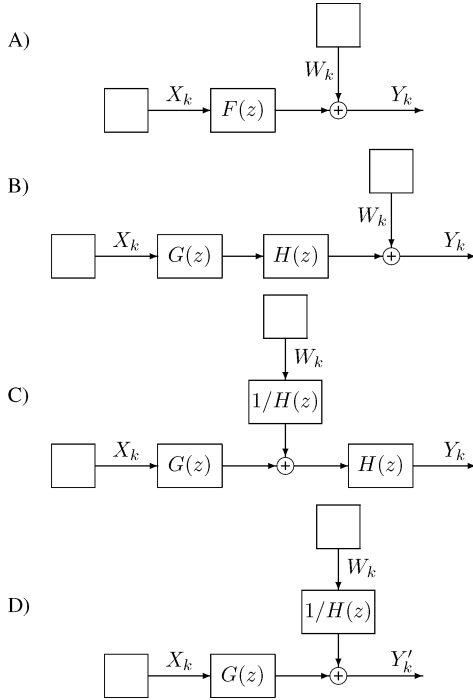 A)
W_k
X_k
F(z)
+
Y_k
B)
W_k
X_k
G(z)
H(z)
+
Y_k
C)
W_k
1/H(z)
X_k
G(z)
+
H(z)
Y_k
D)
W_k
1/H(z)
X_k
G(z)
+
Y'_k